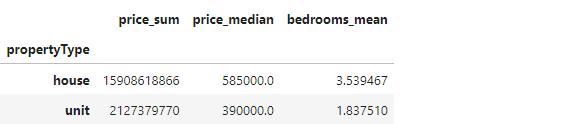 price_sum price_median bedrooms_mean
propertyType
house 15908618866 585000.0 3.539467
unit 2127379770 390000.0 1.837510